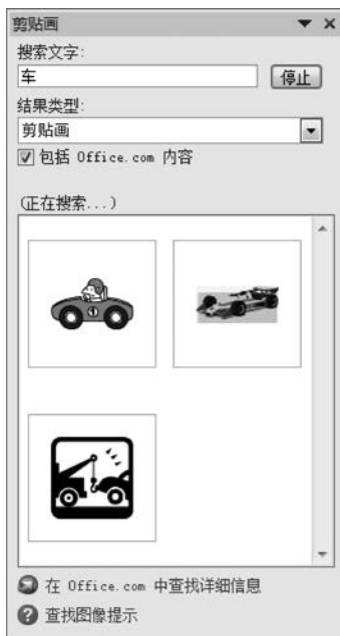 剪贴画
搜索文字:
车 停止
结果类型:
剪贴画
包括 Office.com 内容
(正在搜索...)
1
在 Office.com 中查找详细信息
查找图像提示